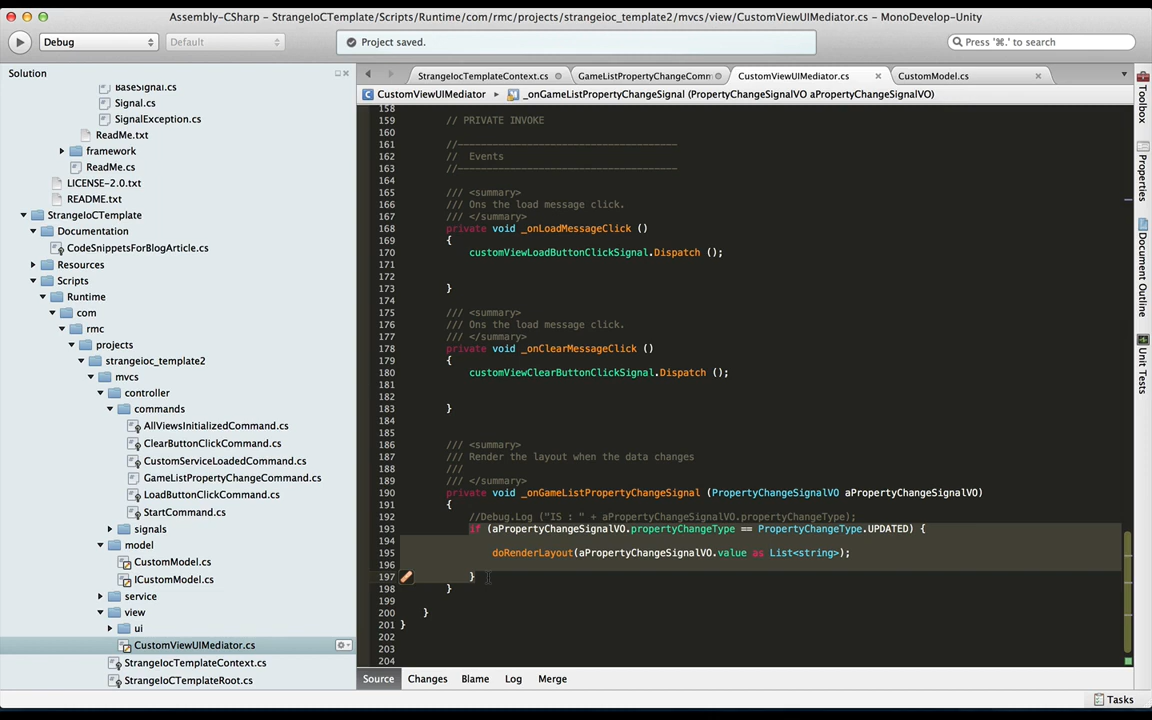 Assembly-CSharp – StrangeIoCTemplate/Scripts/Runtime/com/rmc/projects/strangeioc_template2/mvcs/view/CustomViewUIMediator.cs – MonoDevelop-Unity
Debug
Default
Project saved.
Press '⌘.' to search
Solution
BaseSignal.cs
Signal.cs
SignalException.cs
ReadMe.txt
framework
ReadMe.cs
LICENSE-2.0.txt
README.txt
StrangeIoCTemplate
Documentation
CodeSnippetsForBlogArticle.cs
Resources
Scripts
Runtime
com
rmc
projects
strangeioc_template2
mvcs
controller
commands
AllViewsInitializedCommand.cs
ClearButtonClickCommand.cs
CustomServiceLoadedCommand.cs
GameListPropertyChangeCommand.cs
LoadButtonClickCommand.cs
StartCommand.cs
signals
model
CustomModel.cs
ICustomModel.cs
service
view
ui
CustomViewUIMediator.cs
StrangeIocTemplateContext.cs
StrangeIoCTemplateRoot.cs
StrangeIocTemplateContext.cs
GameListPropertyChangeComm
CustomViewUIMediator.cs
CustomModel.cs
CustomViewUIMediator
_onGameListPropertyChangeSignal (PropertyChangeSignalVO aPropertyChangeSignalVO)
158
159 // PRIVATE INVOKE
160
161 //--------------------------------------
162 // Events
163 //--------------------------------------
164
165 /// <summary>
166 /// Ons the load message click.
167 /// </summary>
168 private void _onLoadMessageClick ()
169 {
170 customViewLoadButtonClickSignal.Dispatch ();
171
172
173 }
174
175 /// <summary>
176 /// Ons the load message click.
177 /// </summary>
178 private void _onClearMessageClick ()
179 {
180 customViewClearButtonClickSignal.Dispatch ();
181
182
183 }
184
185
186 /// <summary>
187 /// Render the layout when the data changes
188 ///
189 /// </summary>
190 private void _onGameListPropertyChangeSignal (PropertyChangeSignalVO aPropertyChangeSignalVO)
191 {
192 //Debug.Log ("IS : " + aPropertyChangeSignalVO.propertyChangeType);
193 if (aPropertyChangeSignalVO.propertyChangeType == PropertyChangeType.UPDATED) {
194
195 doRenderLayout(aPropertyChangeSignalVO.value as List<string>);
196
197 }
198 }
199
200 }
201 }
202
203
204
Source
Changes
Blame
Log
Merge
Toolbox
Properties
Document Outline
Unit Tests
Tasks